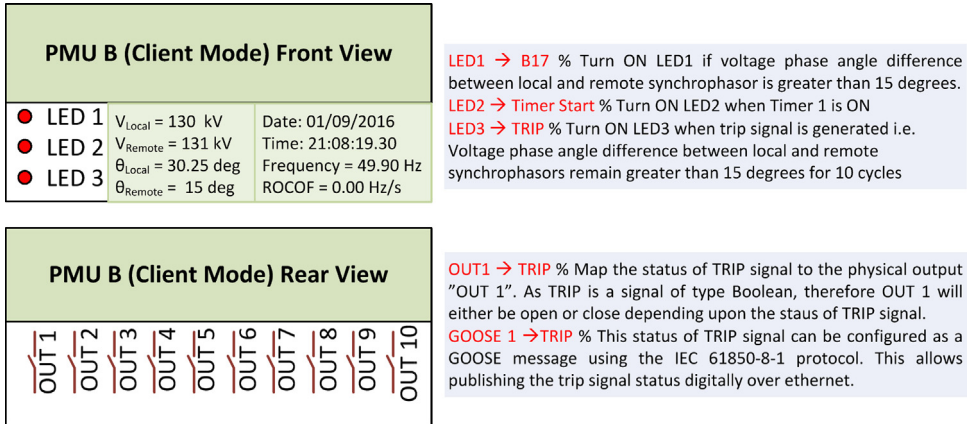 PMU B (Client Mode) Front View
LED 1
LED 2
LED 3
VLocal = 130 kV
VRemote = 131 kV
θLocal = 30.25 deg
θRemote = 15 deg
Date: 01/09/2016
Time: 21:08:19.30
Frequency = 49.90 Hz
ROCOF = 0.00 Hz/s
LED1 → B17 % Turn ON LED1 if voltage phase angle difference
between local and remote synchrophasor is greater than 15 degrees.
LED2 → Timer Start % Turn ON LED2 when Timer 1 is ON
LED3 → TRIP % Turn ON LED3 when trip signal is generated i.e.
Voltage phase angle difference between local and remote
synchrophasors remain greater than 15 degrees for 10 cycles
PMU B (Client Mode) Rear View
OUT 1
OUT 2
OUT 3
OUT 4
OUT 5
OUT 6
OUT 7
OUT 8
OUT 9
OUT 10
OUT1 → TRIP % Map the status of TRIP signal to the physical output
”OUT 1”. As TRIP is a signal of type Boolean, therefore OUT 1 will
either be open or close depending upon the staus of TRIP signal.
GOOSE 1 →TRIP % This status of TRIP signal can be configured as a
GOOSE message using the IEC 61850-8-1 protocol. This allows
publishing the trip signal status digitally over ethernet.